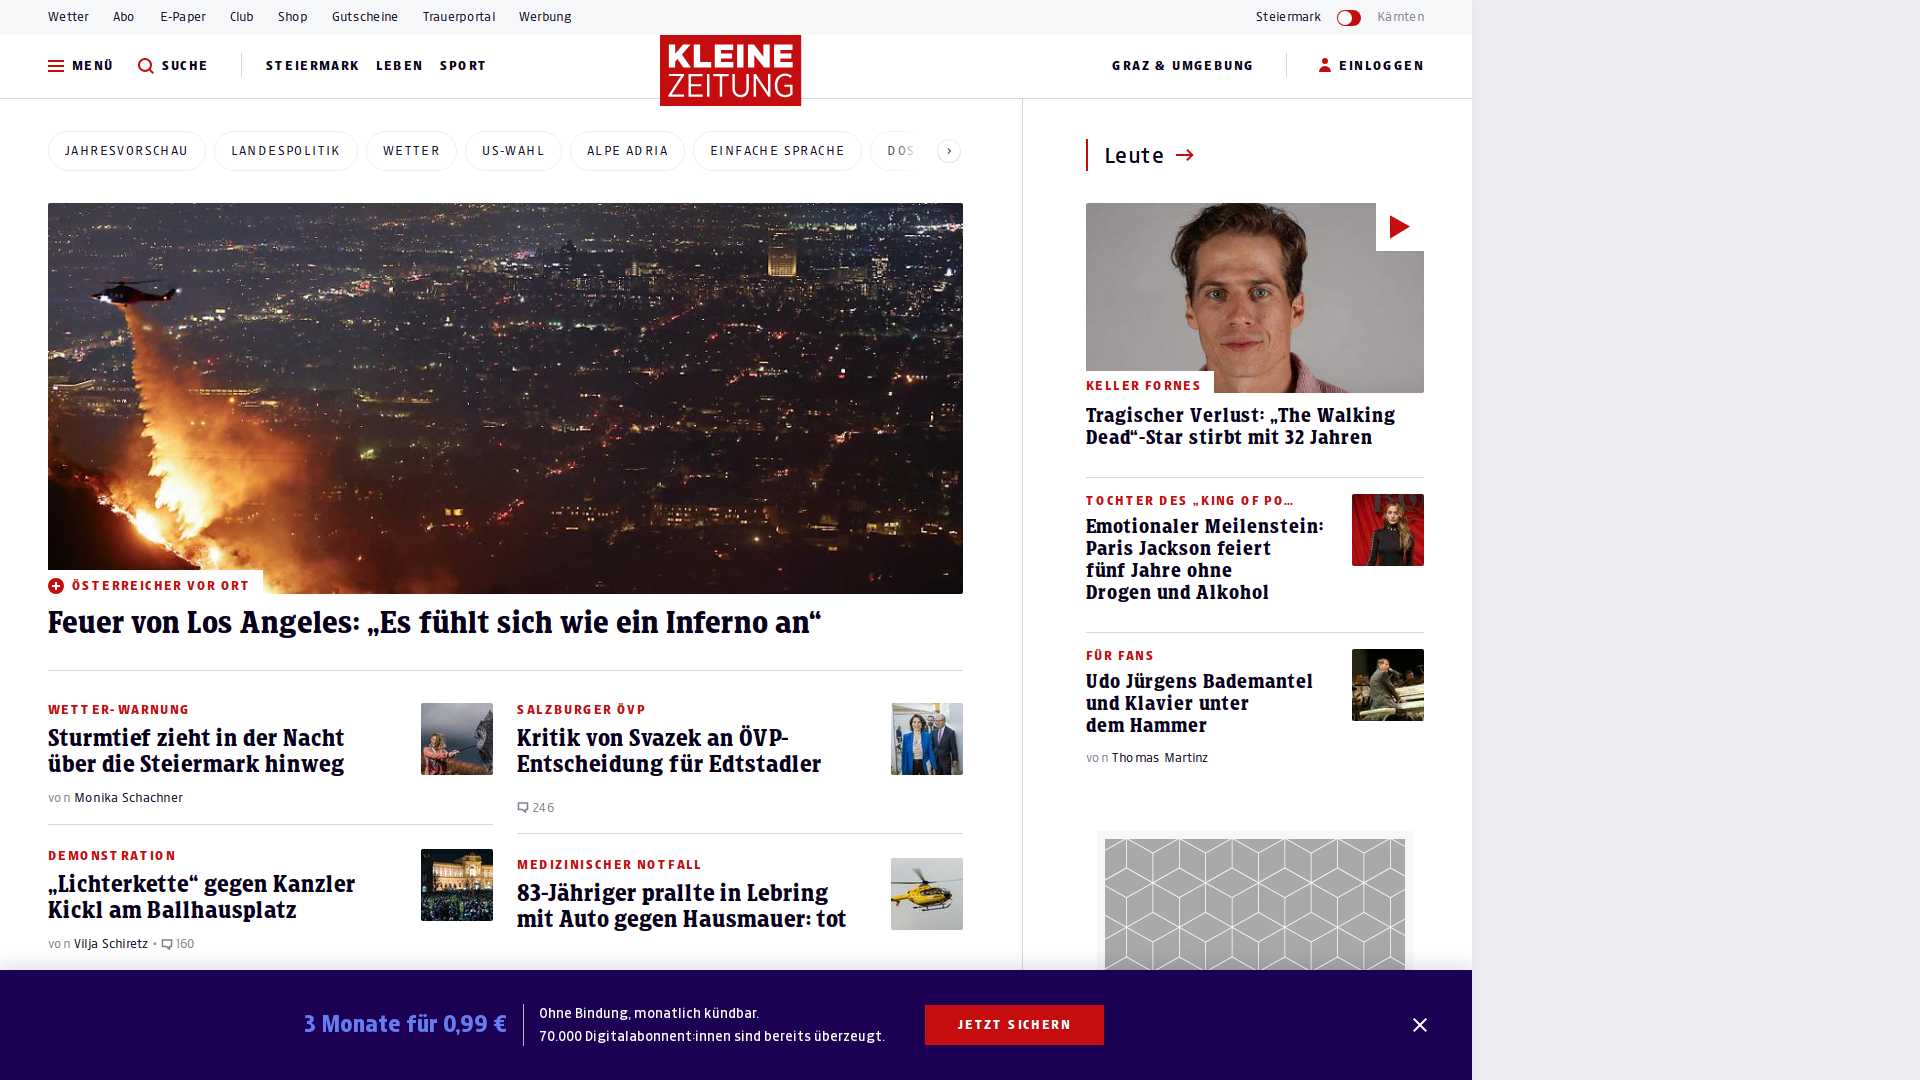 Wetter Abo E-Paper Club Shop Gutscheine Trauerportal Werbung Steiermark Kärnten
MENÜ SUCHE STEIERMARK LEBEN SPORT KLEINE ZEITUNG GRAZ & UMGEBUNG EINLOGGEN
JAHRESVORSCHAU LANDESPOLITIK WETTER US-WAHL ALPE ADRIA EINFACHE SPRACHE DOS
ÖSTERREICHER VOR ORT
Feuer von Los Angeles: „Es fühlt sich wie ein Inferno an“
WETTER-WARNUNG
Sturmtief zieht in der Nacht
über die Steiermark hinweg
von Monika Schachner
DEMONSTRATION
„Lichterkette“ gegen Kanzler
Kickl am Ballhausplatz
von Vilja Schiretz • 160
SALZBURGER ÖVP
Kritik von Svazek an ÖVP-
Entscheidung für Edtstadler
246
MEDIZINISCHER NOTFALL
83-Jähriger prallte in Lebring
mit Auto gegen Hausmauer: tot
Leute
KELLER FORNES
Tragischer Verlust: „The Walking
Dead“-Star stirbt mit 32 Jahren
TOCHTER DES „KING OF PO…
Emotionaler Meilenstein:
Paris Jackson feiert
fünf Jahre ohne
Drogen und Alkohol
FÜR FANS
Udo Jürgens Bademantel
und Klavier unter
dem Hammer
von Thomas Martinz
3 Monate für 0,99 €
Ohne Bindung, monatlich kündbar.
70.000 Digitalabonnent:innen sind bereits überzeugt.
JETZT SICHERN